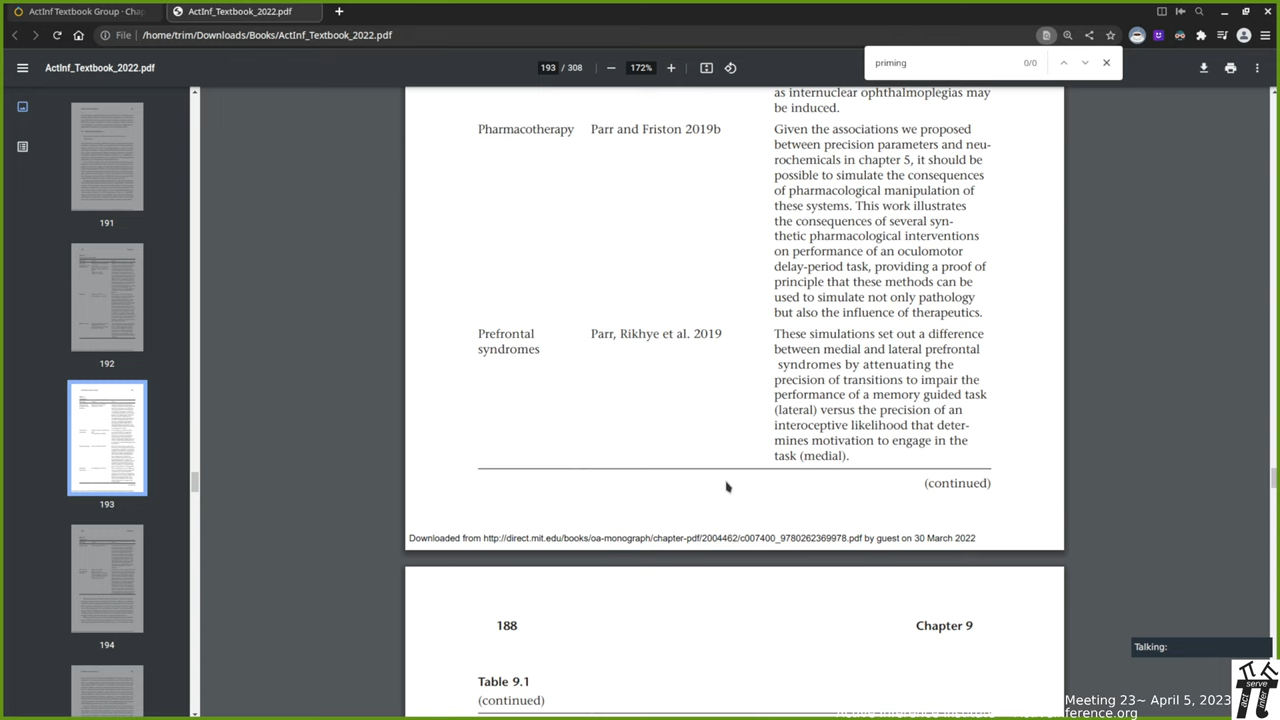 ActInf Textbook Group · Chap
ActInf_Textbook_2022.pdf
File
/home/trim/Downloads/Books/ActInf_Textbook_2022.pdf
ActInf_Textbook_2022.pdf
193 / 308
172%
priming
0/0
191
192
193
194
as internuclear ophthalmoplegias may
be induced.
Pharmacotherapy
Parr and Friston 2019b
Given the associations we proposed
between precision parameters and neu-
rochemicals in chapter 5, it should be
possible to simulate the consequences
of pharmacological manipulation of
these systems. This work illustrates
the consequences of several syn-
thetic pharmacological interventions
on performance of an oculomotor
delay-period task, providing a proof of
principle that these methods can be
used to simulate not only pathology
but also the influence of therapeutics.
Prefrontal
syndromes
Parr, Rikhye et al. 2019
These simulations set out a difference
between medial and lateral prefrontal
syndromes by attenuating the
precision of transitions to impair the
performance of a memory guided task
(lateral) versus the precision of an
interoceptive likelihood that deter-
mines motivation to engage in the
task (medial).
(continued)
Downloaded from http://direct.mit.edu/books/oa-monograph/chapter-pdf/2004462/c007400_9780262369978.pdf by guest on 30 March 2022
188
Chapter 9
Table 9.1
(continued)
Talking:
Meeting 23~ April 5, 2023
serve
act
infer